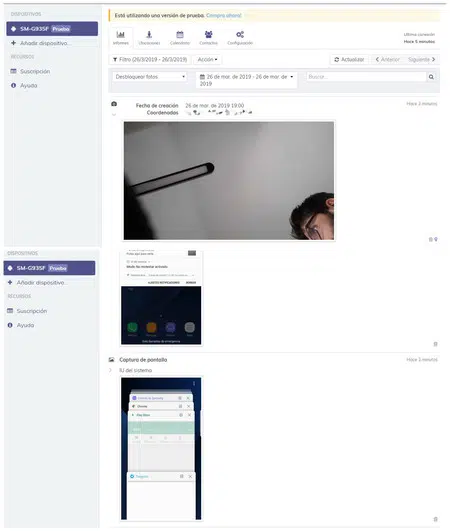 DISPOSITIVOS
SM-G935F Prueba
Añadir dispositivo...
RECURSOS
Suscripción
Ayuda
Está utilizando una versión de prueba. ¡Compra ahora!
Informes
Ubicaciones
Calendario
Contactos
Configuración
Última conexión:
Hace 5 minutos
Filtro (26/3/2019 - 26/3/2019)
Acción
Actualizar
Anterior
Siguiente
Desbloquear fotos
26 de mar. de 2019 - 26 de mar. de 2019
Buscar...
Fecha de creación 26 de mar. de 2019 19:00
Hace 2 minutos
Coordenadas
DISPOSITIVOS
SM-G935F Prueba
Añadir dispositivo...
RECURSOS
Suscripción
Ayuda
Captura de pantalla
Hace 2 minutos
IU del sistema
Play Store